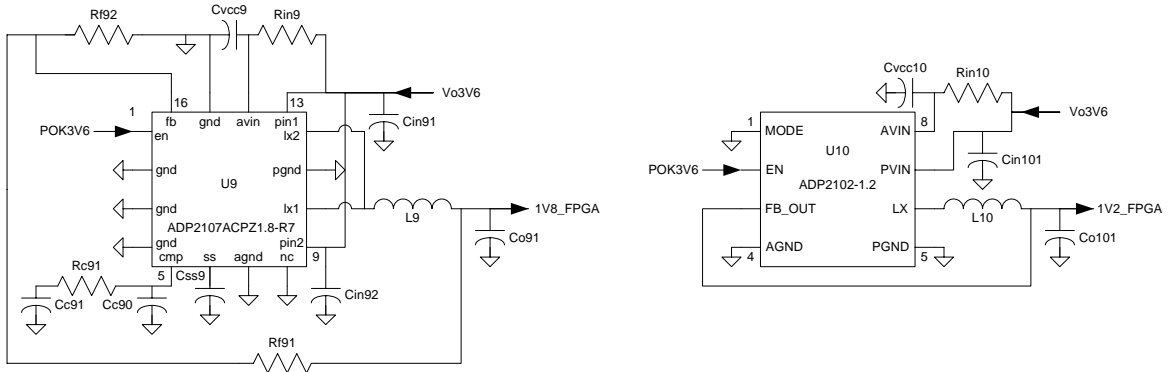 Cvcc9
Rf92
Rin9
16
13
Vo3V6
1
fb
gnd
avin
pin1
POK3V6
en
lx2
Cin91
gnd
pgnd
U9
gnd
lx1
L9
1V8_FPGA
ADP2107ACPZ1.8-R7
gnd
pin2
Co91
cmp
ss
agnd
nc
9
Rc91
5
Css9
Cin92
Cc91
Cc90
Rf91
Cvcc10
Rin10
Vo3V6
1
8
MODE
AVIN
U10
Cin101
POK3V6
EN
PVIN
ADP2102-1.2
FB_OUT
LX
L10
1V2_FPGA
Co101
AGND
PGND
4
5